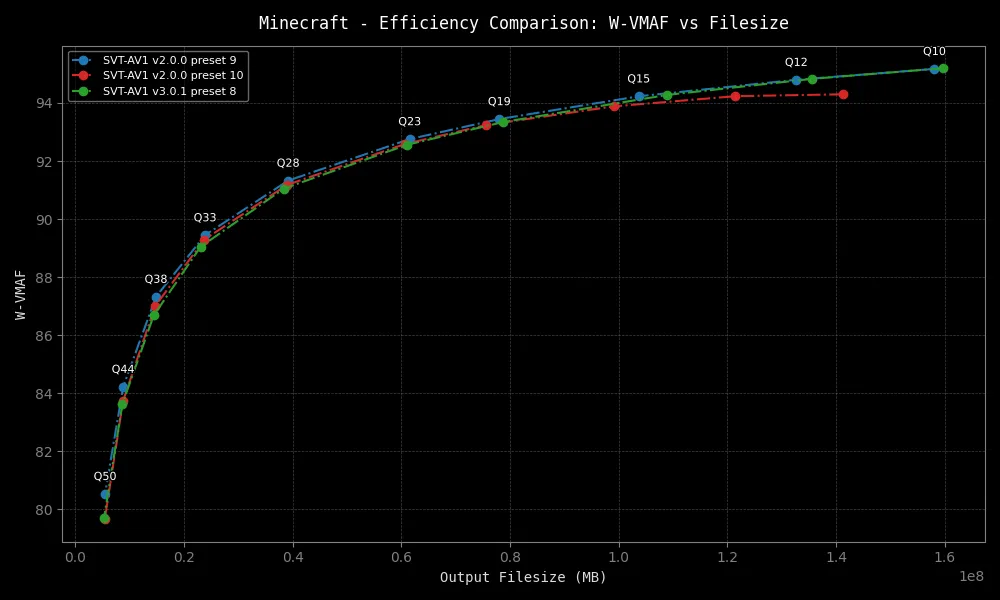 Minecraft - Efficiency Comparison: W-VMAF vs Filesize
SVT-AV1 v2.0.0 preset 9
SVT-AV1 v2.0.0 preset 10
SVT-AV1 v3.0.1 preset 8
Q10
Q12
Q15
Q19
Q23
Q28
Q33
Q38
Q44
Q50
94
92
90
88
86
84
82
80
W-VMAF
0.0 0.2 0.4 0.6 0.8 1.0 1.2 1.4 1.6
1e8
Output Filesize (MB)